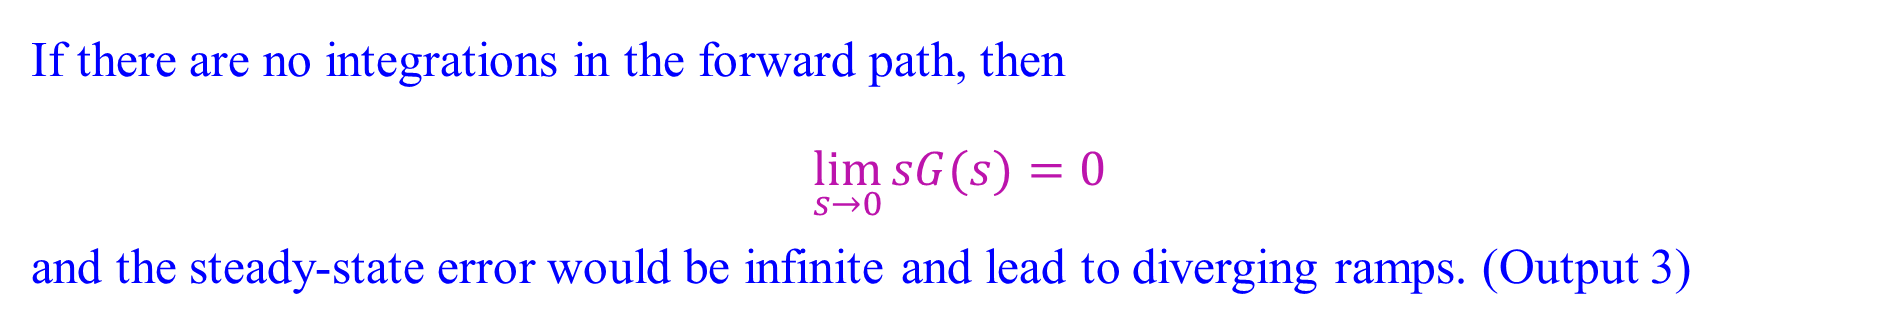 If there are no integrations in the forward path, then
lim sG(s) = 0
s→0
and the steady-state error would be infinite and lead to diverging ramps. (Output 3)